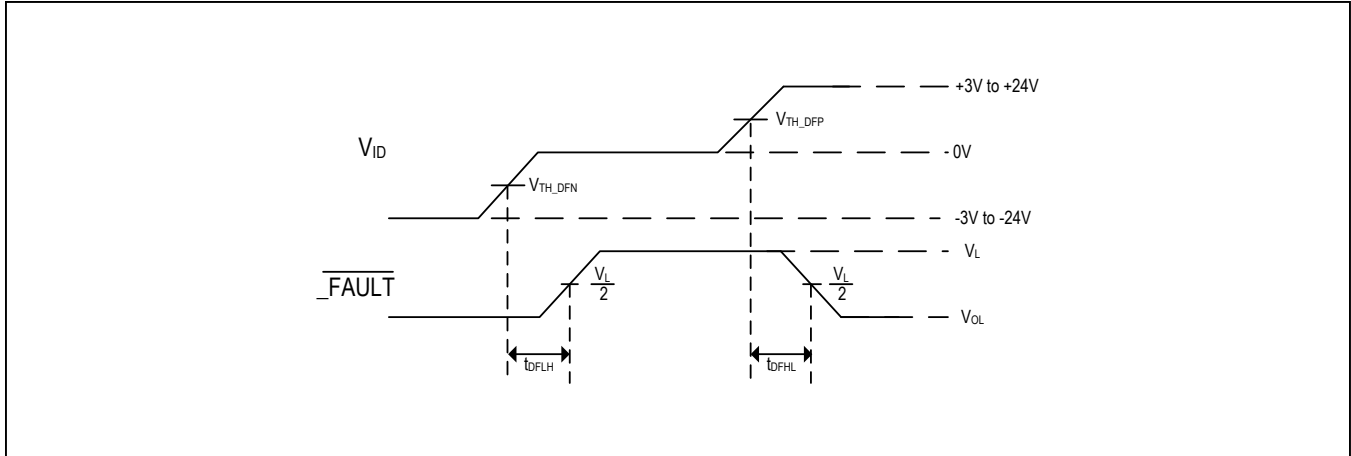 +3V to +24V
VTH_DFP
VID
0V
VTH_DFN
-3V to -24V
VL
_FAULT
VL
2
VL
2
VOL
tDFLH
tDFHL